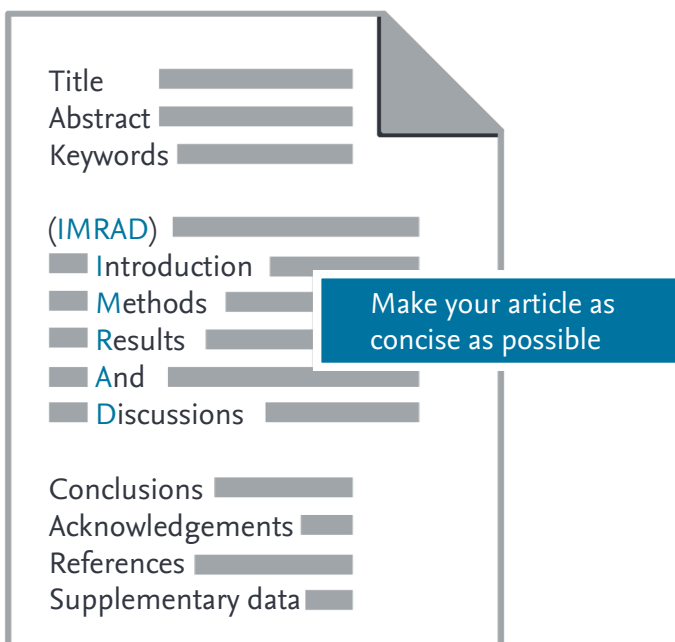 Title
Abstract
Keywords
(IMRAD)
Introduction
Methods
Results
And
Discussions
Make your article as
concise as possible
Conclusions
Acknowledgements
References
Supplementary data